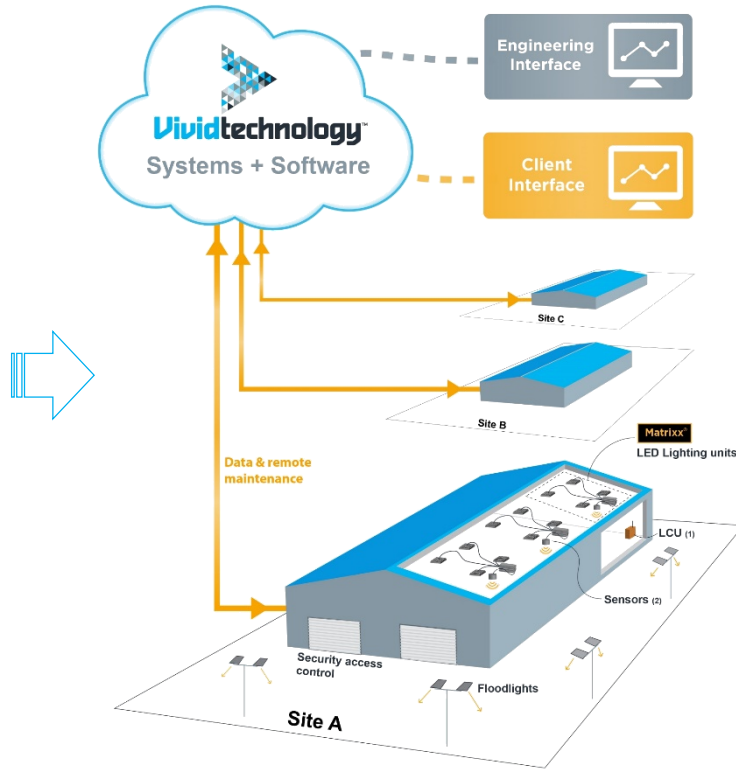 Engineering
Interface
Vividtechnology™
Systems + Software
Client
Interface
Site C
Site B
Matrixx®
LED Lighting units
Data & remote
maintenance
LCU (1)
Sensors (2)
Security access
control
Floodlights
Site A